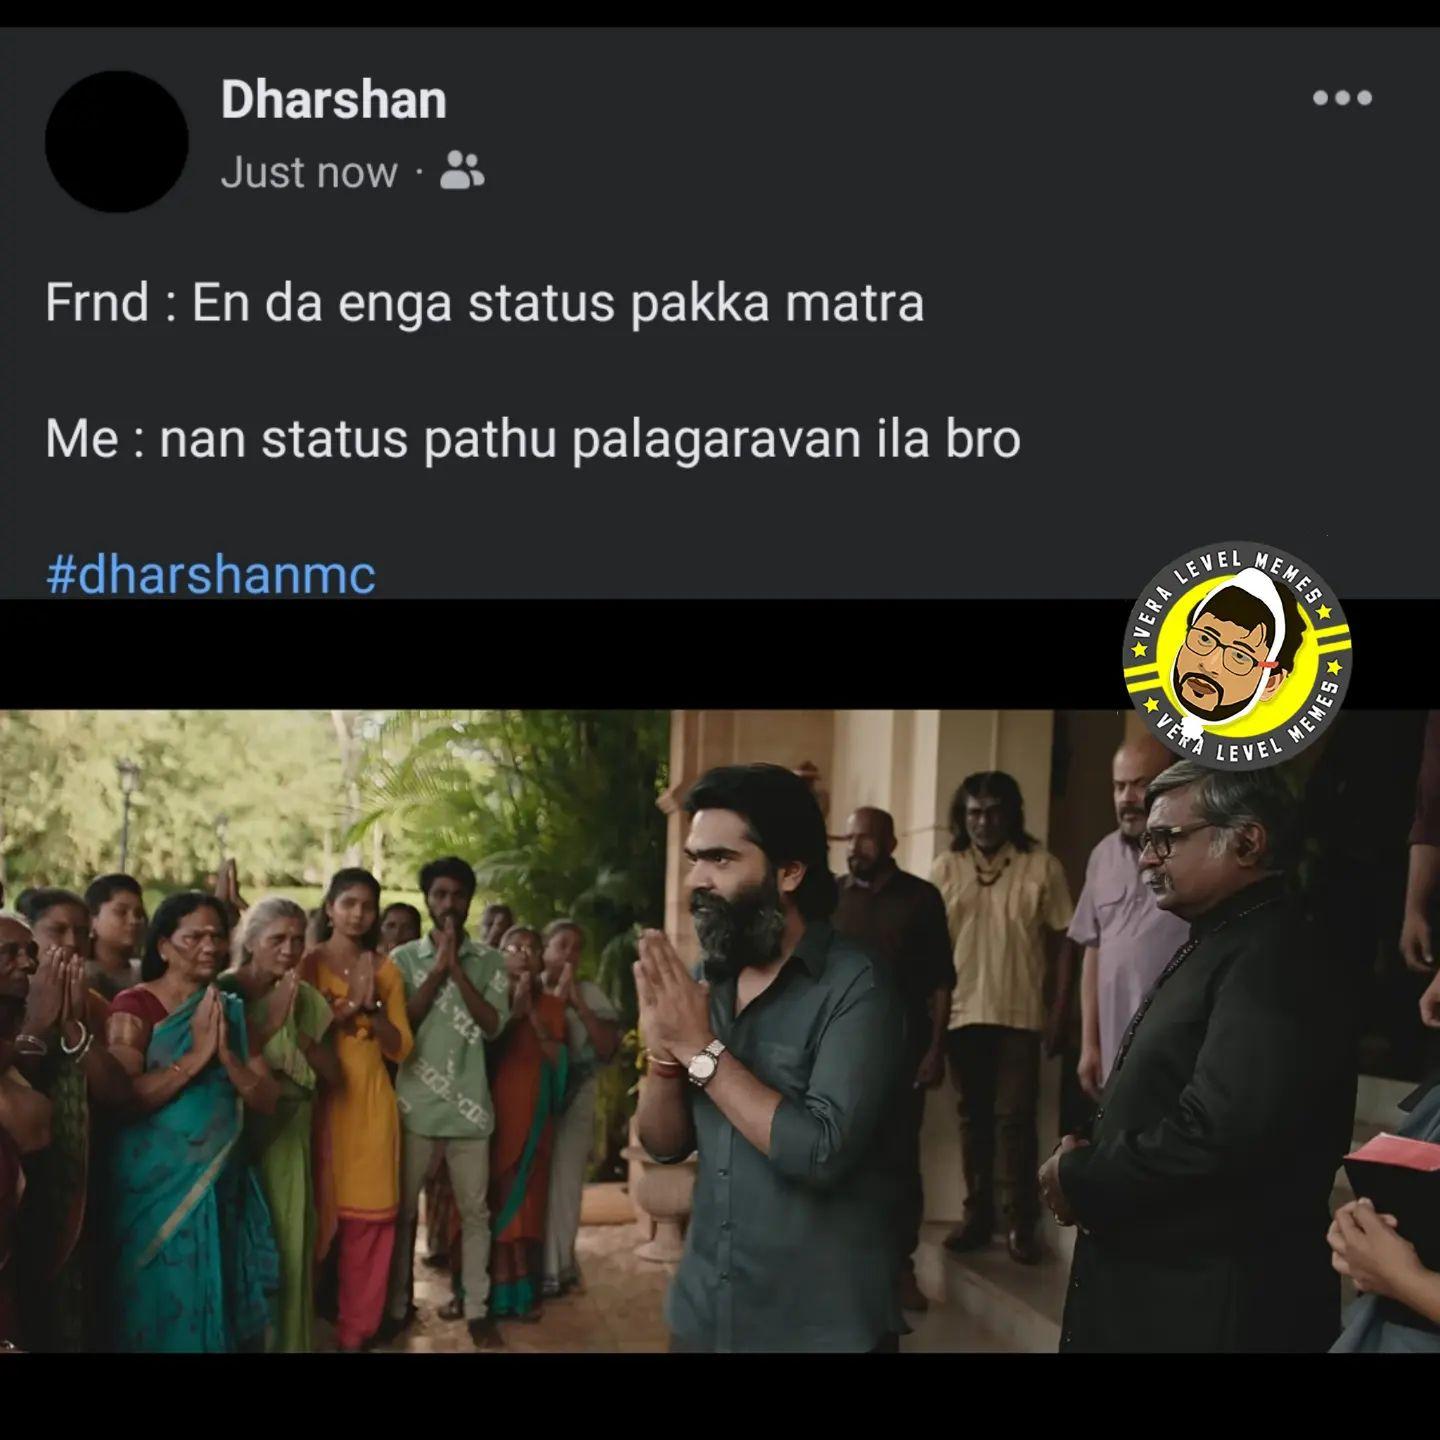 Dharshan
Just now ·
Frnd : En da enga status pakka matra
Me : nan status pathu palagaravan ila bro
#dharshanmc
VERA LEVEL MEMES
VERA LEVEL MEMES